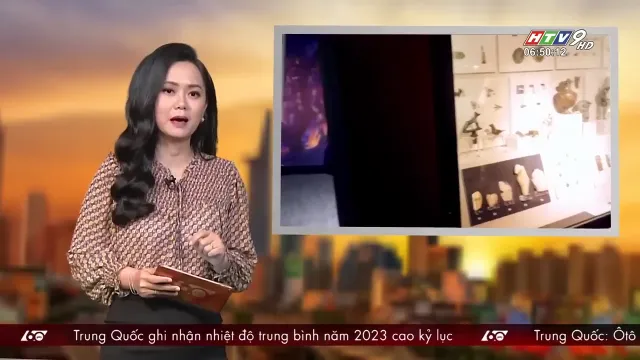 HTV9 HD
06:50:12
60 Trung Quốc ghi nhận nhiệt độ trung bình năm 2023 cao kỷ lục 60 Trung Quốc: Ôtô